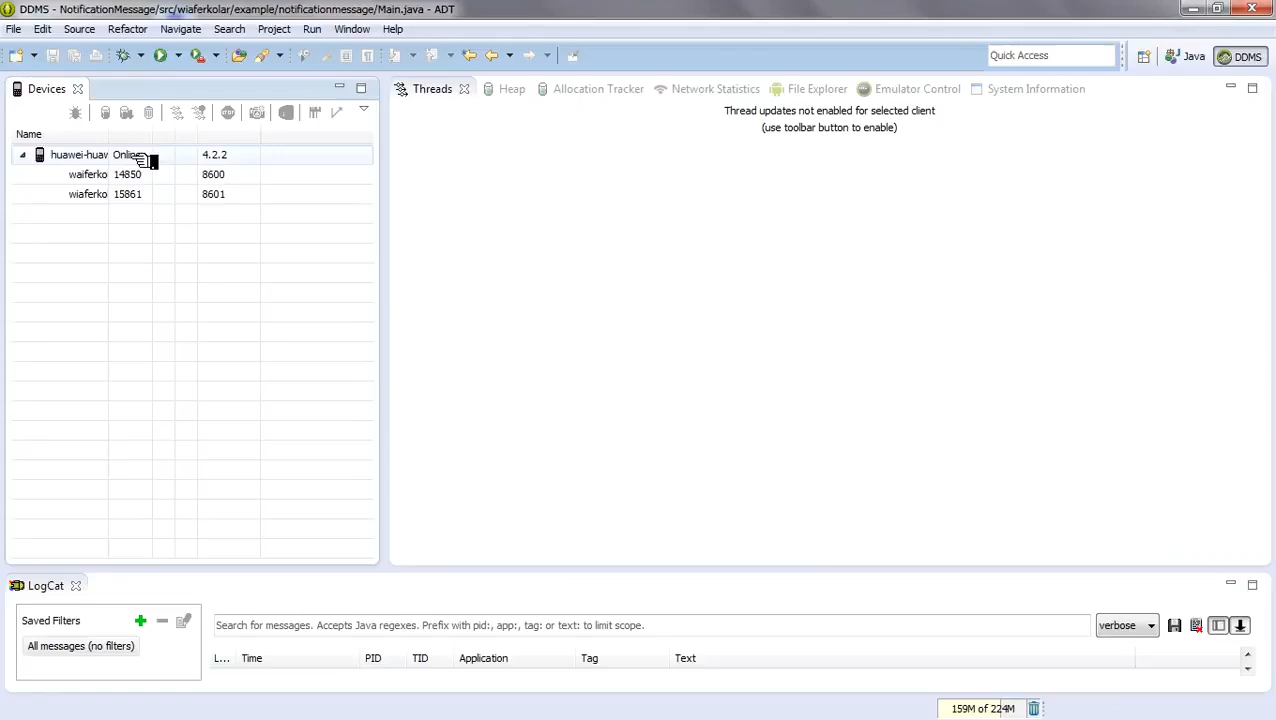 DDMS - NotificationMessage/src/wiaferkolar/example/notificationmessage/Main.java - ADT
File Edit Source Refactor Navigate Search Project Run Window Help
Quick Access Java DDMS
Devices Threads Heap Allocation Tracker Network Statistics File Explorer Emulator Control System Information
Thread updates not enabled for selected client
(use toolbar button to enable)
Name
huawei-huaw Online 4.2.2
waiferko 14850 8600
wiaferko 15861 8601
LogCat
Saved Filters
All messages (no filters)
Search for messages. Accepts Java regexes. Prefix with pid:, app:, tag: or text: to limit scope. verbose
L... Time PID TID Application Tag Text
159M of 224M